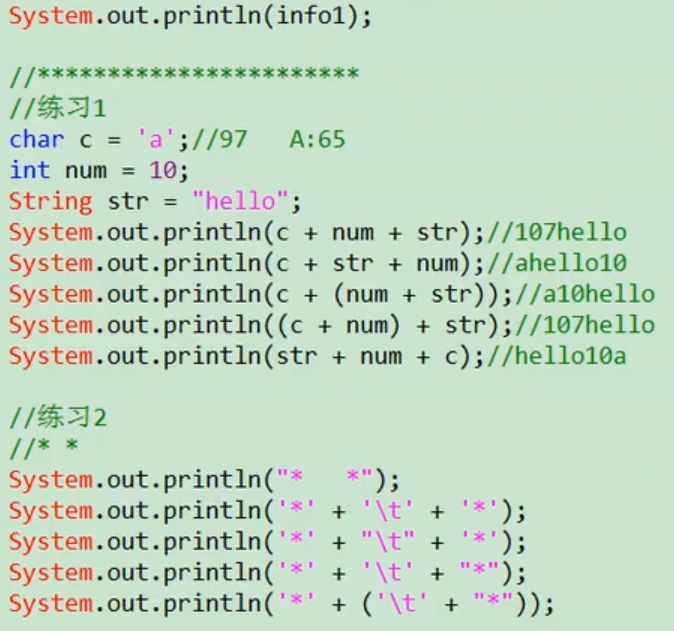 System.out.println(info1);
//***********************
//练习1
char c = 'a';//97   A:65
int num = 10;
String str = "hello";
System.out.println(c + num + str);//107hello
System.out.println(c + str + num);//ahello10
System.out.println(c + (num + str));//a10hello
System.out.println((c + num) + str);//107hello
System.out.println(str + num + c);//hello10a
//练习2
//* *
System.out.println("*   *");
System.out.println('*' + '\t' + '*');
System.out.println('*' + "\t" + '*');
System.out.println('*' + '\t' + "*");
System.out.println('*' + ('\t' + "*"));